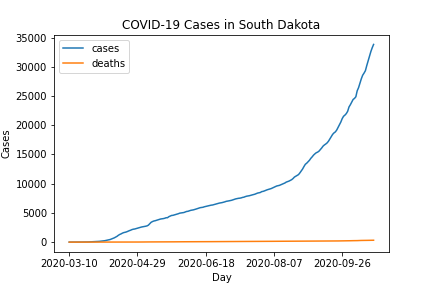 COVID-19 Cases in South Dakota
35000
30000
25000
20000
15000
10000
5000
0
Cases
cases
deaths
2020-03-10 2020-04-29 2020-06-18 2020-08-07 2020-09-26
Day